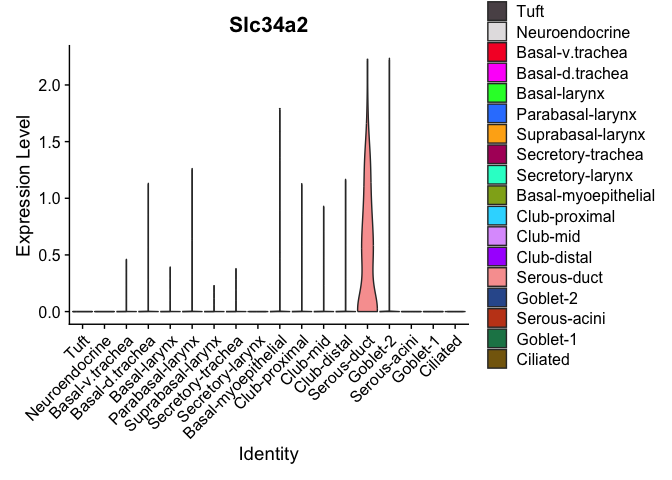 Slc34a2
Expression Level
2.0
1.5
1.0
0.5
0.0
Tuft
Neuroendocrine
Basal-v.trachea
Basal-d.trachea
Basal-larynx
Parabasal-larynx
Suprabasal-larynx
Secretory-trachea
Secretory-larynx
Basal-myoepithelial
Club-proximal
Club-mid
Club-distal
Serous-duct
Goblet-2
Serous-acini
Goblet-1
Ciliated
Identity
Tuft
Neuroendocrine
Basal-v.trachea
Basal-d.trachea
Basal-larynx
Parabasal-larynx
Suprabasal-larynx
Secretory-trachea
Secretory-larynx
Basal-myoepithelial
Club-proximal
Club-mid
Club-distal
Serous-duct
Goblet-2
Serous-acini
Goblet-1
Ciliated